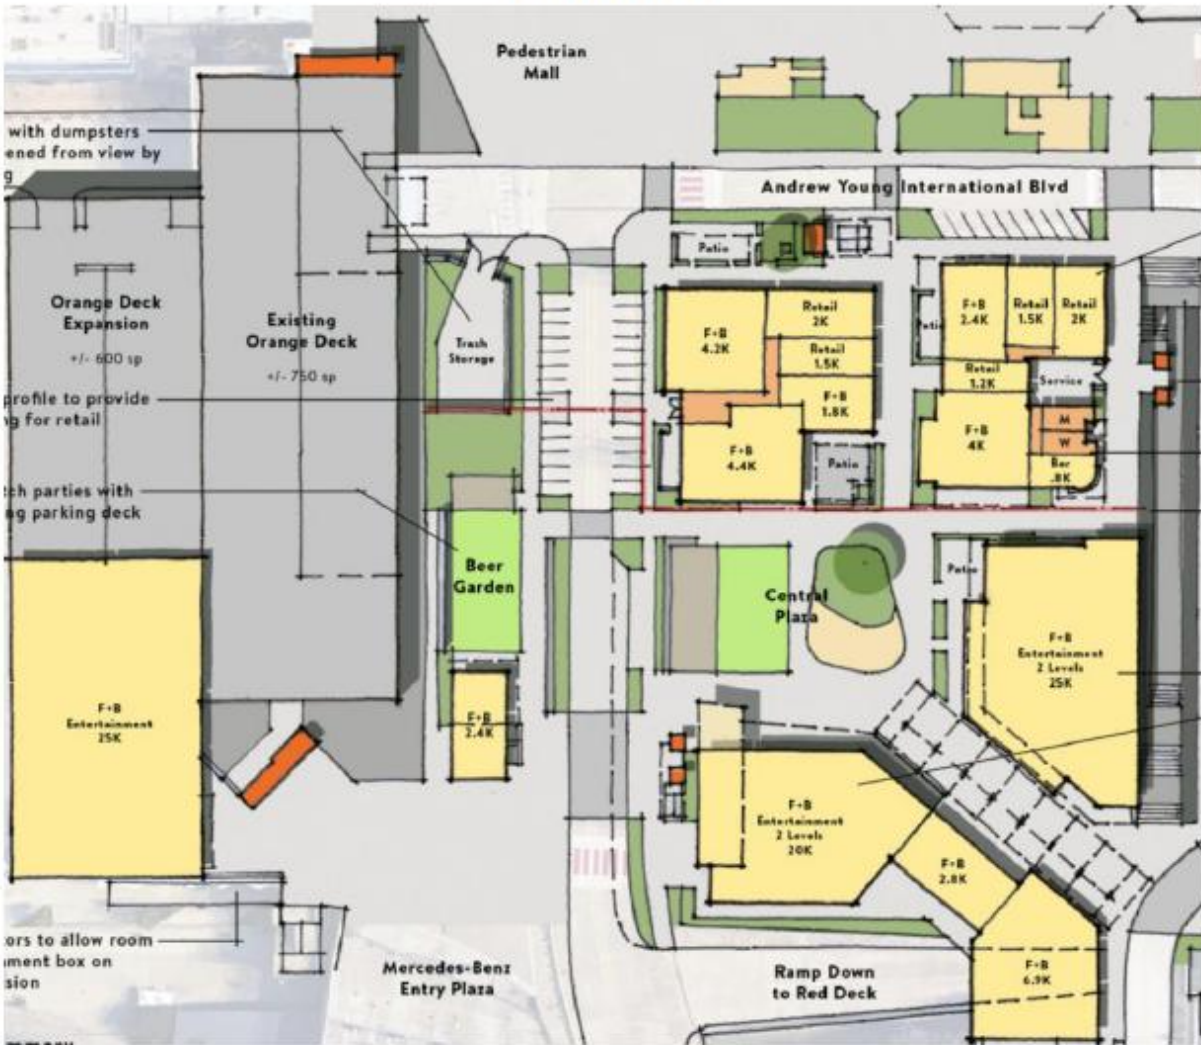 Pedestrian
Mall
with dumpsters
ened from view by
g
Andrew Young International Blvd
Patio
Orange Deck
Expansion
+/- 600 sp
Existing
Orange Deck
+/- 750 sp
Trash
Storage
F+B
4.2K
Retail
2K
Retail
1.5K
F+B
1.8K
F+B
4.4K
Patio
Patio
F+B
2.4K
Retail
1.5K
Retail
2K
Retail
1.2K
Service
F+B
4K
M
W
Bar
.8K
profile to provide
g for retail
tch parties with
ng parking deck
Beer
Garden
Central
Plaza
Patio
F+B
Entertainment
2 Levels
25K
F+B
Entertainment
25K
F+B
2.4K
F+B
Entertainment
2 Levels
20K
F+B
2.8K
F+B
6.9K
ors to allow room
nment box on
sion
Mercedes-Benz
Entry Plaza
Ramp Down
to Red Deck